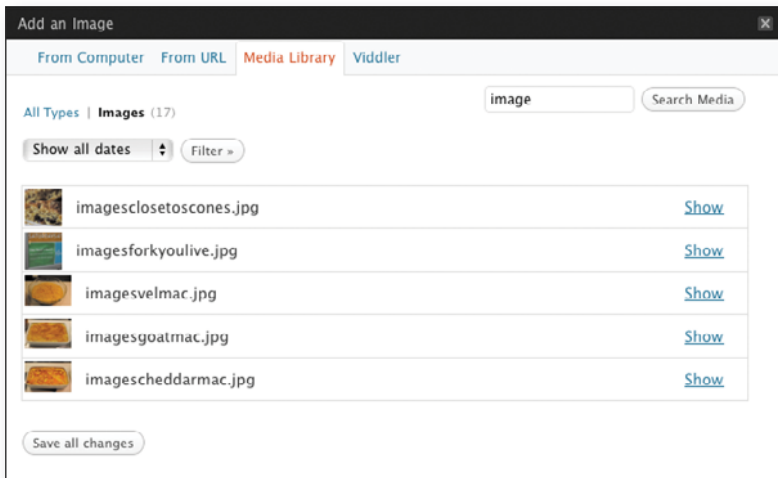 Add an Image
From Computer From URL Media Library Viddler
image Search Media
All Types | Images (17)
Show all dates Filter »
imagesclosetoscones.jpg Show
imagesforkyoulive.jpg Show
imagesvelmac.jpg Show
imagesgoatmac.jpg Show
imagescheddarmac.jpg Show
Save all changes